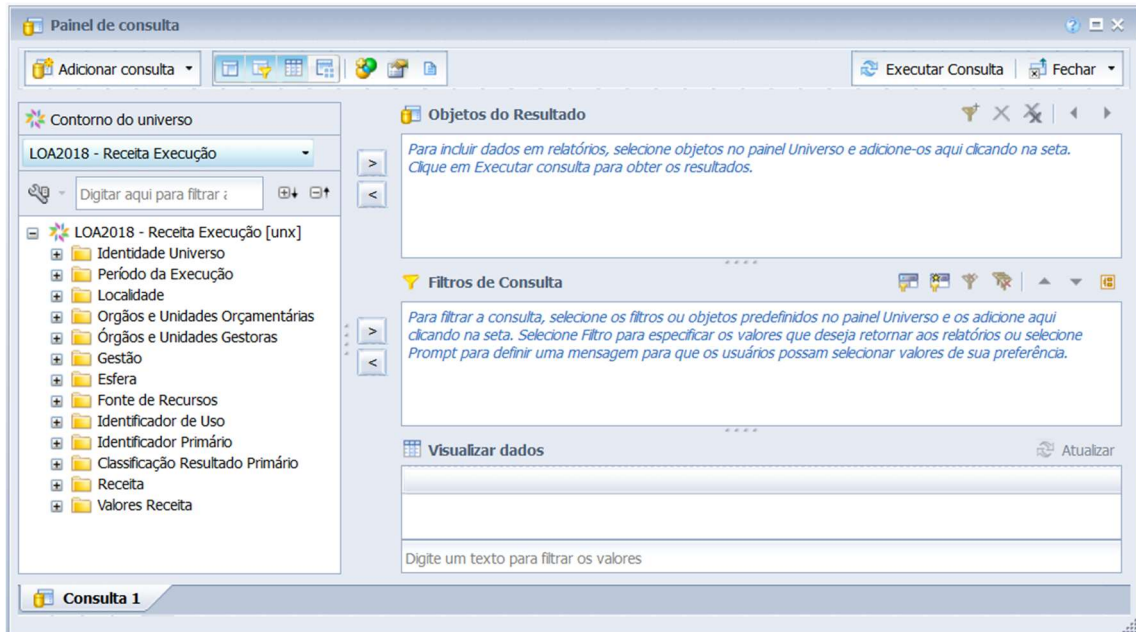 Painel de consulta
Adicionar consulta
Executar Consulta
Fechar
Contorno do universo
LOA2018 - Receita Execução
Digitar aqui para filtrar
LOA2018 - Receita Execução [unx]
Identidade Universo
Período da Execução
Localidade
Orgãos e Unidades Orçamentárias
Órgãos e Unidades Gestoras
Gestão
Esfera
Fonte de Recursos
Identificador de Uso
Identificador Primário
Classificação Resultado Primário
Receita
Valores Receita
>
<
Objetos do Resultado
Para incluir dados em relatórios, selecione objetos no painel Universo e adicione-os aqui clicando na seta.
Clique em Executar consulta para obter os resultados.
Filtros de Consulta
>
<
Para filtrar a consulta, selecione os filtros ou objetos predefinidos no painel Universo e os adicione aqui
clicando na seta. Selecione Filtro para especificar os valores que deseja retornar aos relatórios ou selecione
Prompt para definir uma mensagem para que os usuários possam selecionar valores de sua preferência.
Visualizar dados
Atualizar
Digite um texto para filtrar os valores
Consulta 1